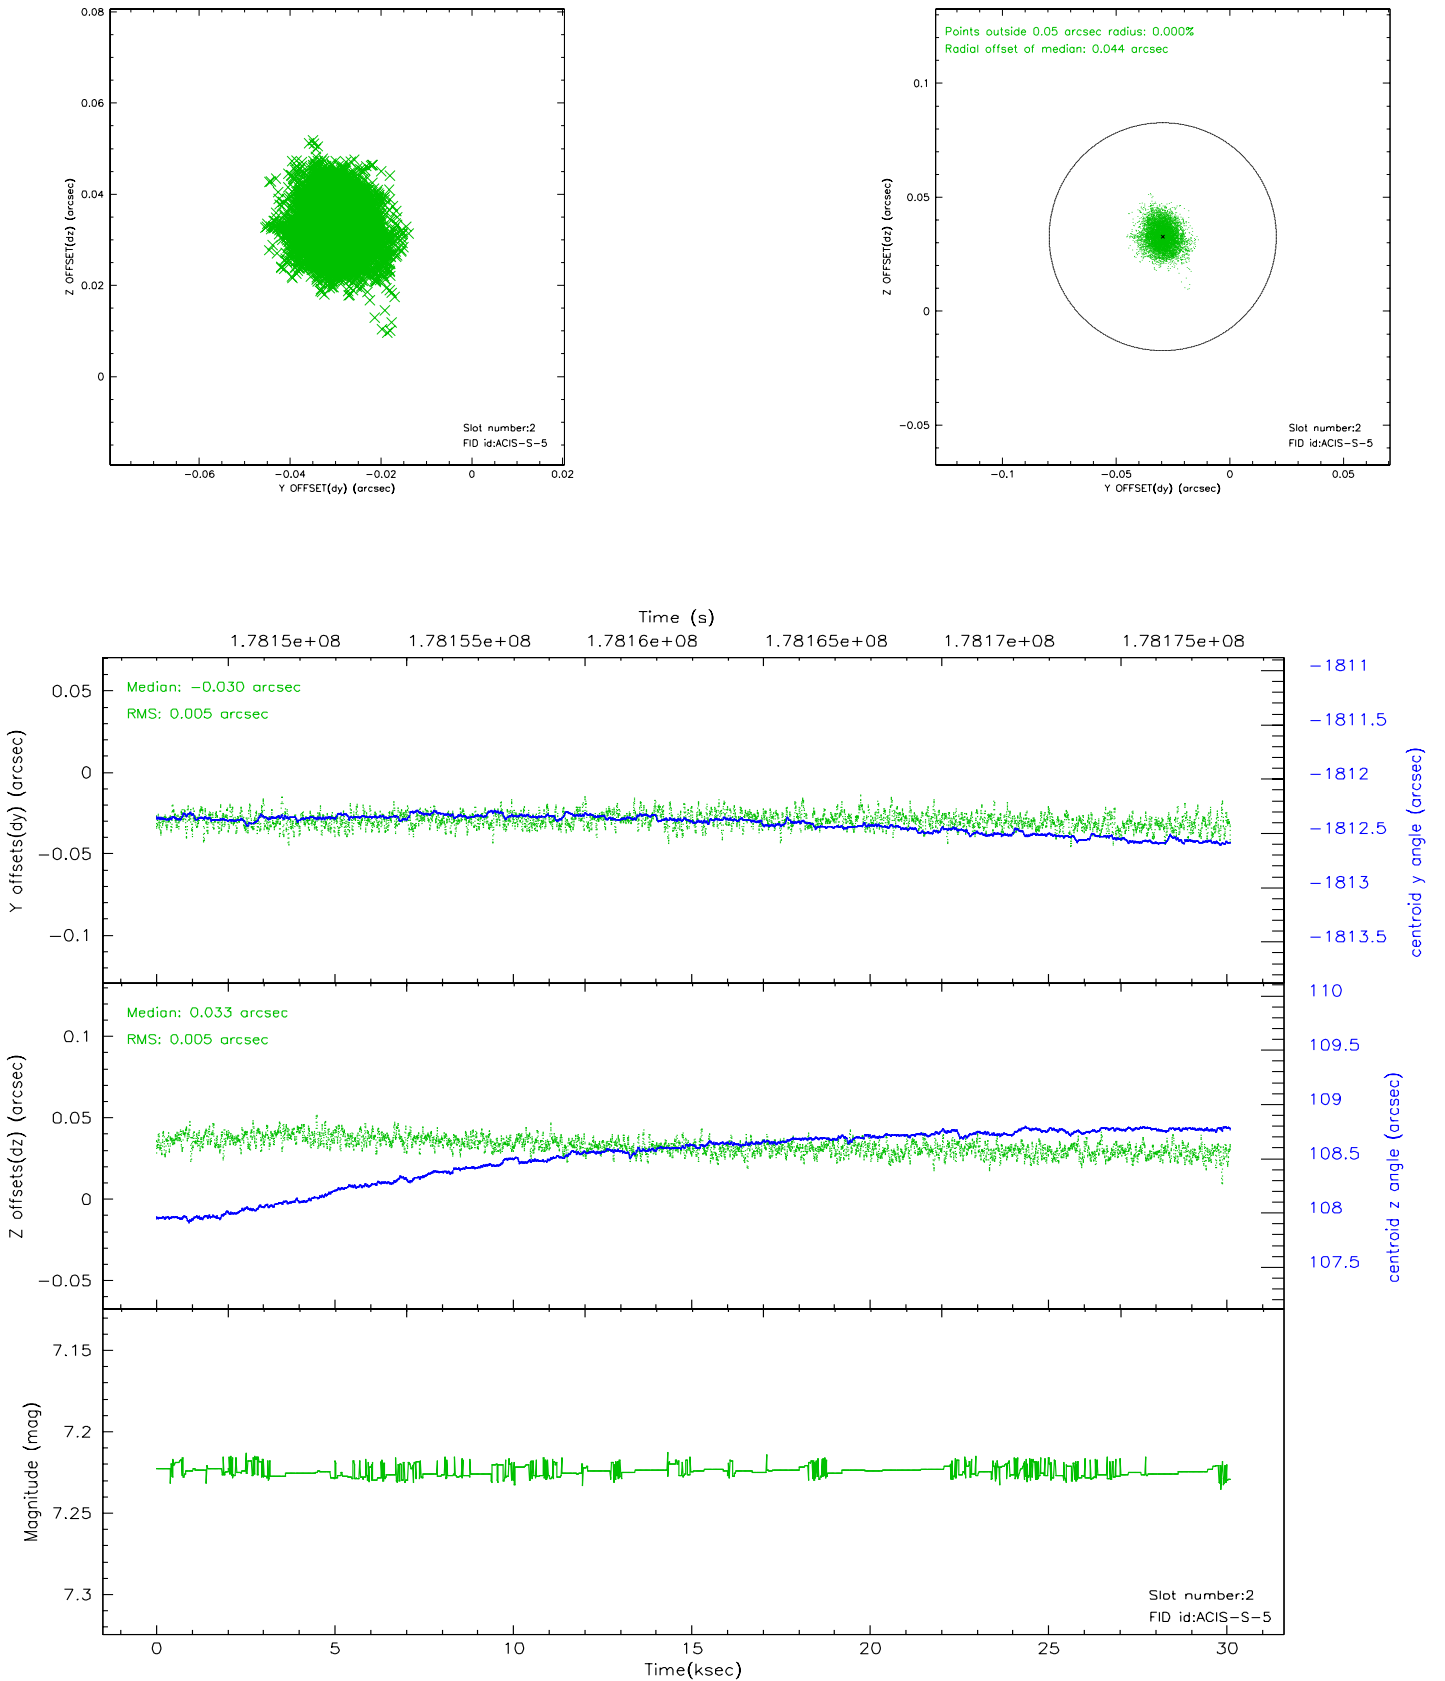 0.08
0.06
0.04
0.02
0
Z OFFSET(dz) (arcsec)
−0.06 −0.04 −0.02 0 0.02
Y OFFSET(dy) (arcsec)
Slot number:2
FID id:ACIS−S−5
Points outside 0.05 arcsec radius: 0.000%
Radial offset of median: 0.044 arcsec
0.1
0.05
0
−0.05
Z OFFSET(dz) (arcsec)
−0.1 −0.05 0 0.05
Y OFFSET(dy) (arcsec)
Slot number:2
FID id:ACIS−S−5
Time (s)
1.7815e+08 1.78155e+08 1.7816e+08 1.78165e+08 1.7817e+08 1.78175e+08
Median: −0.030 arcsec
RMS: 0.005 arcsec
0.05
0
−0.05
−0.1
Y offsets(dy) (arcsec)
−1811
−1811.5
−1812
−1812.5
−1813
−1813.5
centroid y angle (arcsec)
Median: 0.033 arcsec
RMS: 0.005 arcsec
0.1
0.05
0
−0.05
Z offsets(dz) (arcsec)
110
109.5
109
108.5
108
107.5
centroid z angle (arcsec)
7.15
7.2
7.25
7.3
Magnitude (mag)
Slot number:2
FID id:ACIS−S−5
0 5 10 15 20 25 30
Time(ksec)